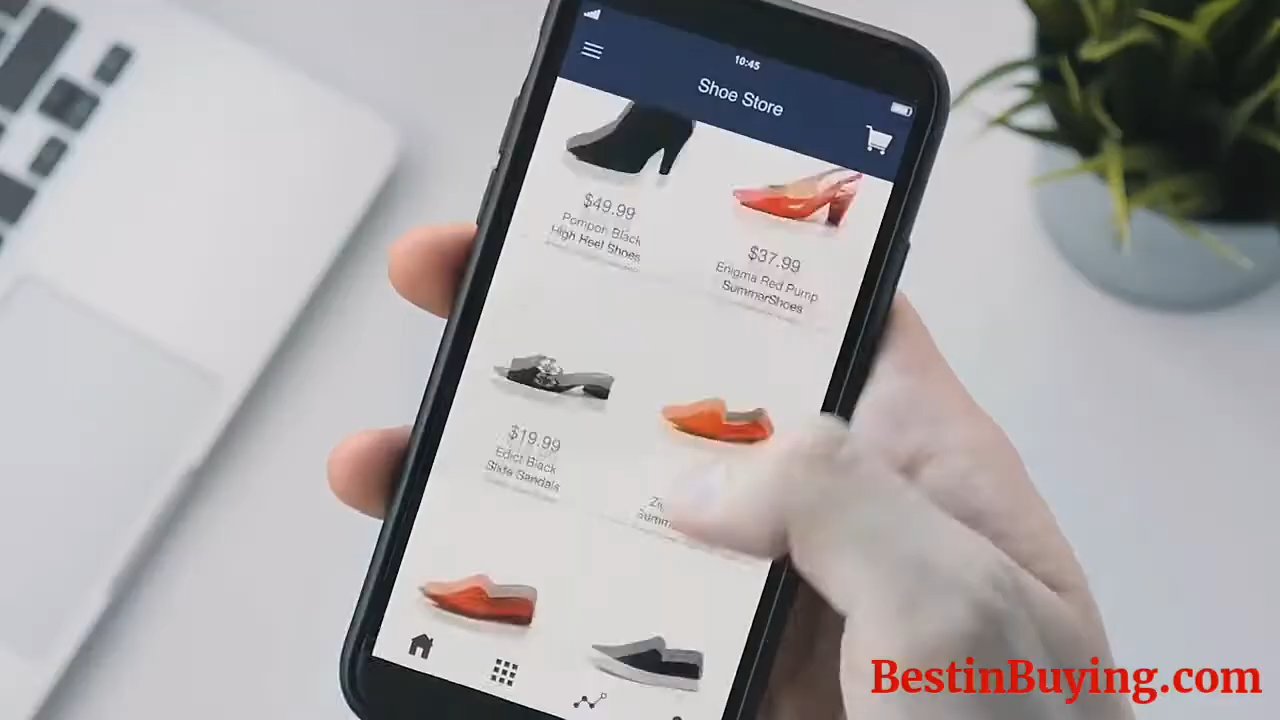 10:45
Shoe Store
$49.99
Pompon Black
High Heel Shoes
$37.99
Enigma Red Pump
SummerShoes
$19.99
Edict Black
Slide Sandals
BestinBuying.com